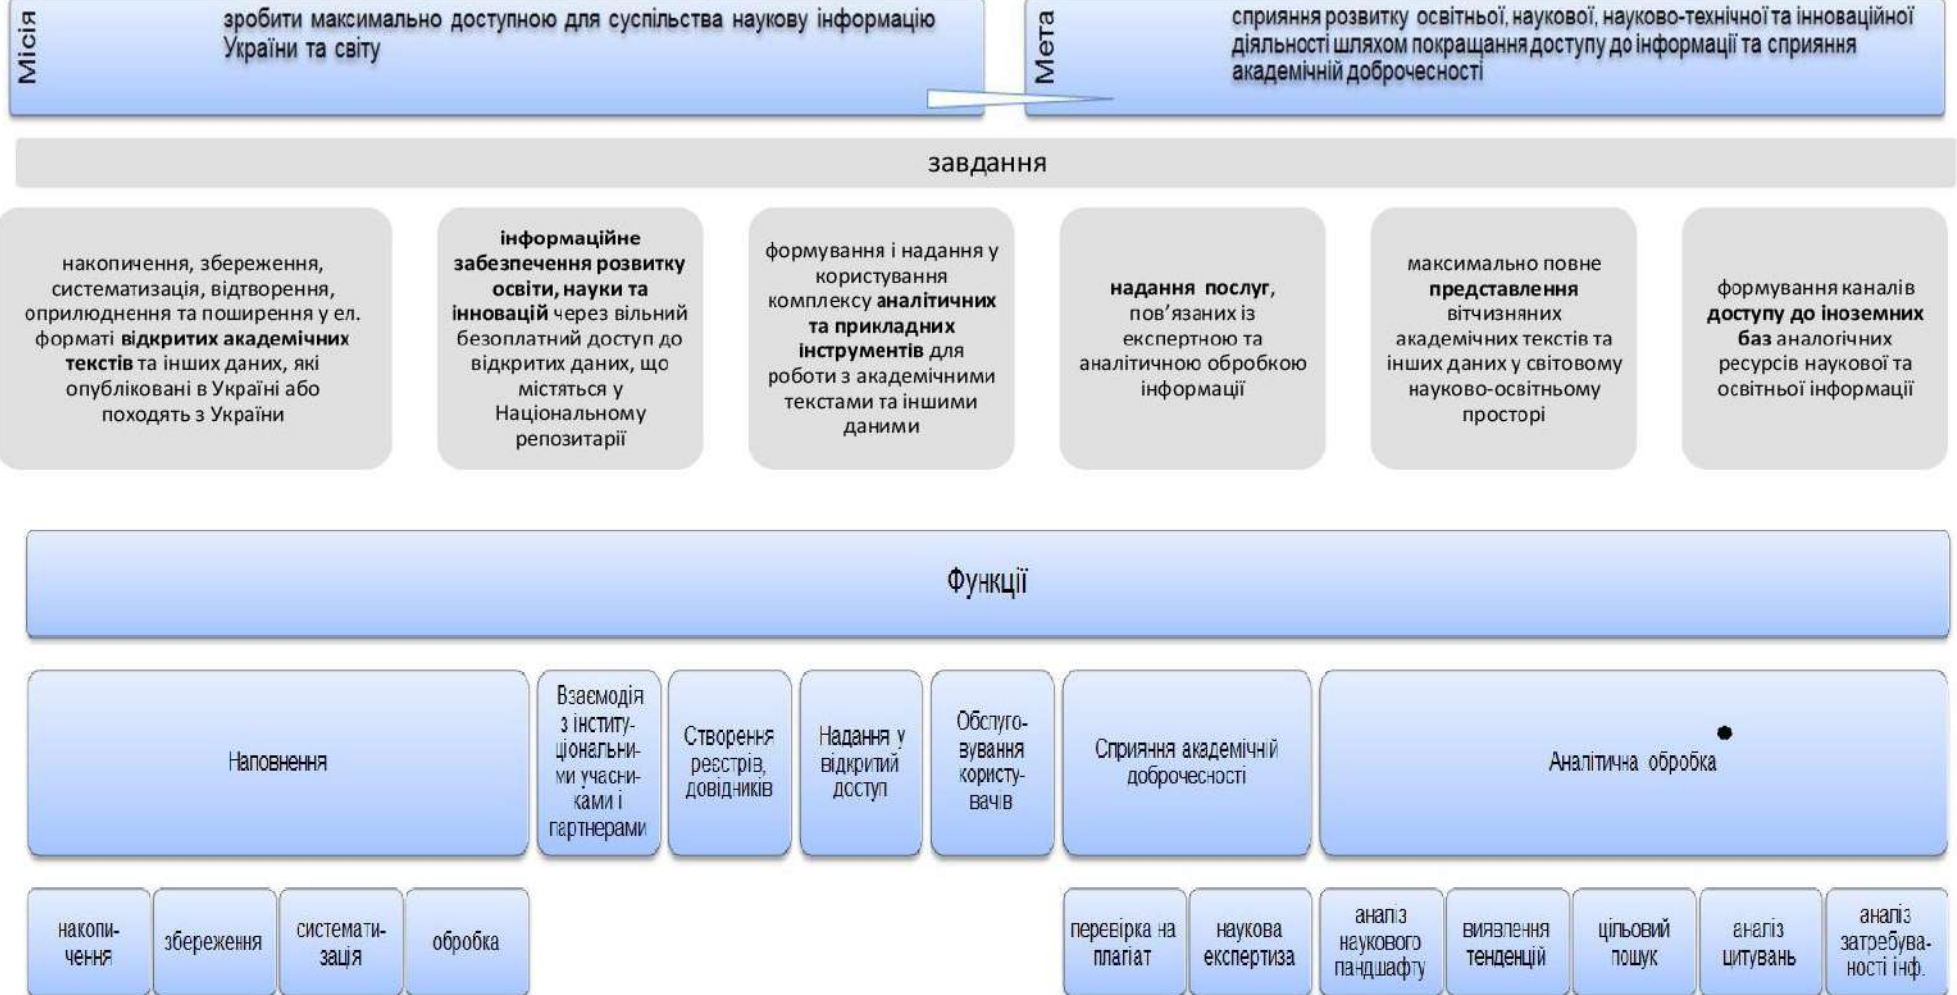 Місія
зробити максимально доступною для суспільства наукову інформацію
України та світу
Мета
сприяння розвитку освітньої, наукової, науково-технічної та інноваційної
діяльності шляхом покращання доступу до інформації та сприяння
академічній доброчесності
завдання
накопичення, збереження,
систематизація, відтворення,
оприлюднення та поширення у ел.
форматі відкритих академічних
текстів та інших даних, які
опубліковані в Україні або
походять з України
інформаційне
забезпечення розвитку
освіти, науки та
інновацій через вільний
безоплатний доступ до
відкритих даних, що
містяться у
Національному
репозитарії
формування і надання у
користування
комплексу аналітичних
та прикладних
інструментів для
роботи з академічними
текстами та іншими
даними
надання послуг,
пов’язаних із
експертною та
аналітичною обробкою
інформації
максимально повне
представлення
вітчизняних
академічних текстів та
інших даних у світовому
науково-освітньому
просторі
формування каналів
доступу до іноземних
баз аналогічних
ресурсів наукової та
освітньої інформації
Функції
Наповнення
Взаємодія
з інститу-
ціональни-
ми учасни-
ками і
партнерами
Створення
реєстрів,
довідників
Надання у
відкритий
доступ
Обслуго-
вування
користу-
вачів
Сприяння академічній
доброчесності
Аналітична обробка
накопи-
чення
збереження
системати-
зація
обробка
перевірка на
плагіат
наукова
експертиза
аналіз
наукового
ландшафту
виявлення
тенденцій
цільовий
пошук
аналіз
цитувань
аналіз
затребува-
ності інф.